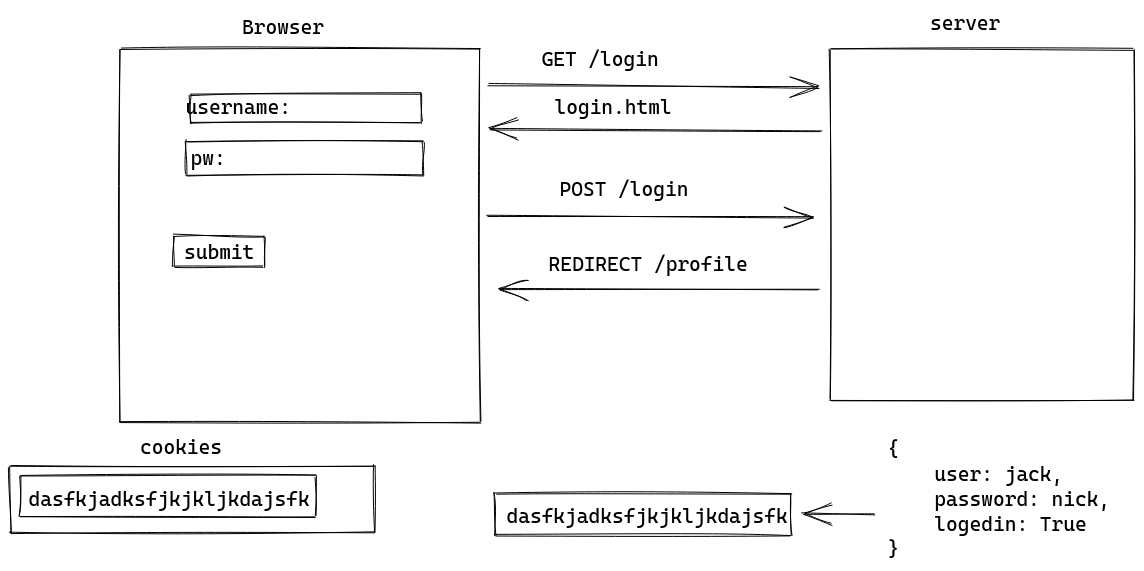 Browser
server
GET /login
username:
login.html
pw:
POST /login
submit
REDIRECT /profile
cookies
dasfkjadksfjkjkljkdajsfk
dasfkjadksfjkjkljkdajsfk
{
user: jack,
password: nick,
logedin: True
}